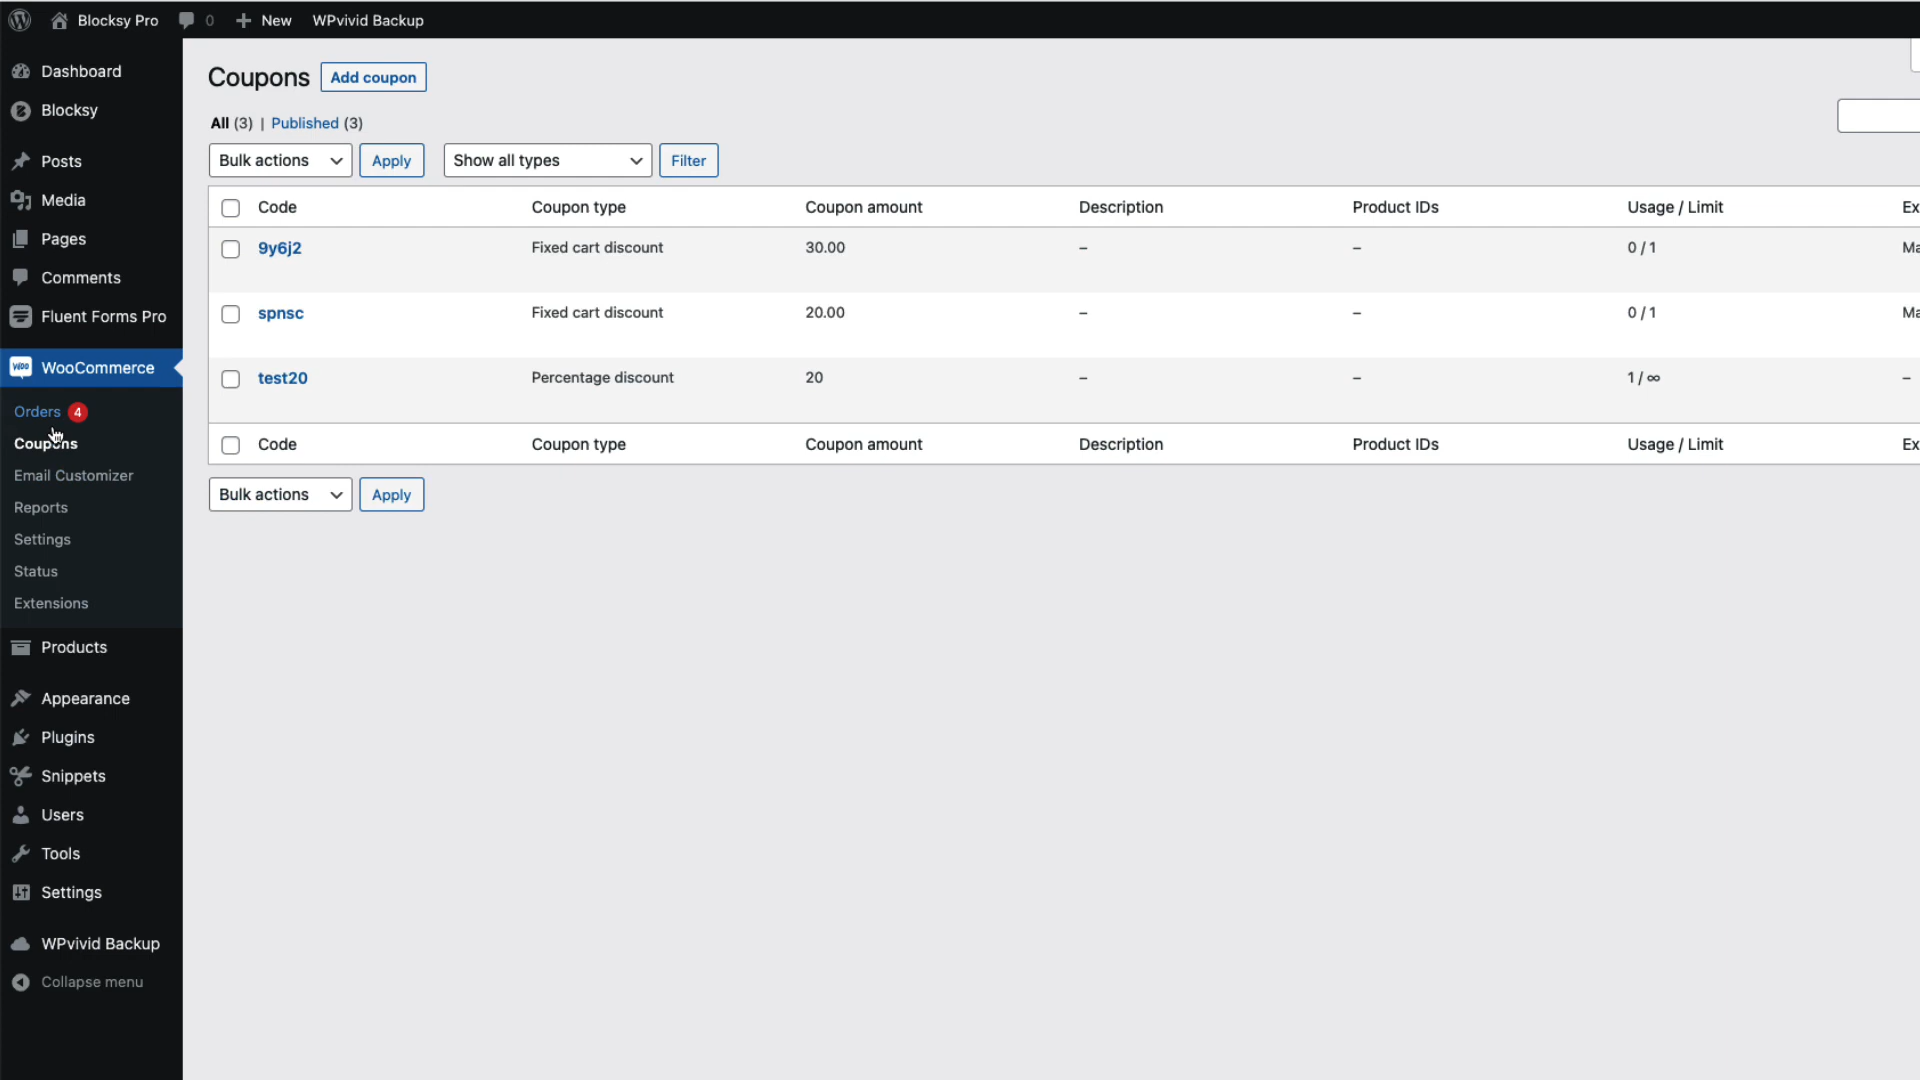 Blocksy Pro 0 New WPvivid Backup
Dashboard
Blocksy
Posts
Media
Pages
Comments
Fluent Forms Pro
WooCommerce
Orders 4
Coupons
Email Customizer
Reports
Settings
Status
Extensions
Products
Appearance
Plugins
Snippets
Users
Tools
Settings
WPvivid Backup
Collapse menu
Coupons Add coupon
All (3) | Published (3)
Bulk actions Apply Show all types Filter
Code Coupon type Coupon amount Description Product IDs Usage / Limit Ex
9y6j2 Fixed cart discount 30.00 – – 0 / 1 Ma
spnsc Fixed cart discount 20.00 – – 0 / 1 Ma
test20 Percentage discount 20 – – 1 / ∞ –
Code Coupon type Coupon amount Description Product IDs Usage / Limit Ex
Bulk actions Apply